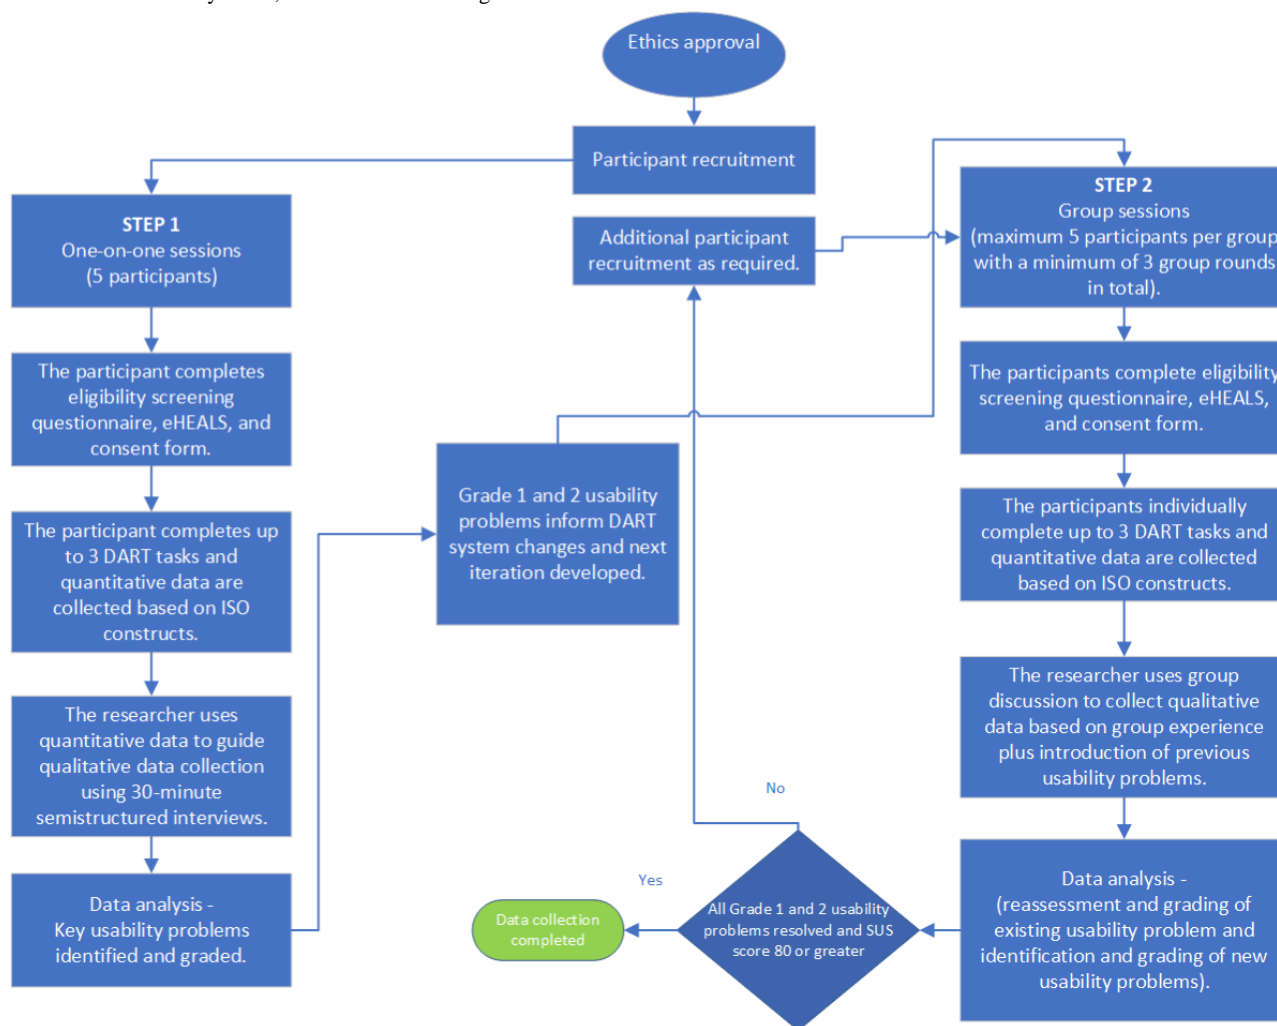 Ethics approval
Participant recruitment
STEP 1
One-on-one sessions
(5 participants)
The participant completes
eligibility screening
questionnaire, eHEALS, and
consent form.
The participant completes up
to 3 DART tasks and
quantitative data are
collected based on ISO
constructs.
The researcher uses
quantitative data to guide
qualitative data collection
using 30-minute
semistructured interviews.
Data analysis -
Key usability problems
identified and graded.
Grade 1 and 2 usability
problems inform DART
system changes and next
iteration developed.
Additional participant
recruitment as required.
STEP 2
Group sessions
(maximum 5 participants per group
with a minimum of 3 group rounds
in total).
The participants complete eligibility
screening questionnaire, eHEALS,
and consent form.
The participants individually
complete up to 3 DART tasks and
quantitative data are collected
based on ISO constructs.
The researcher uses group
discussion to collect qualitative
data based on group experience
plus introduction of previous
usability problems.
Data analysis -
(reassessment and grading of
existing usability problem and
identification and grading of new
usability problems).
All Grade 1 and 2 usability
problems resolved and SUS
score 80 or greater
No
Yes
Data collection
completed